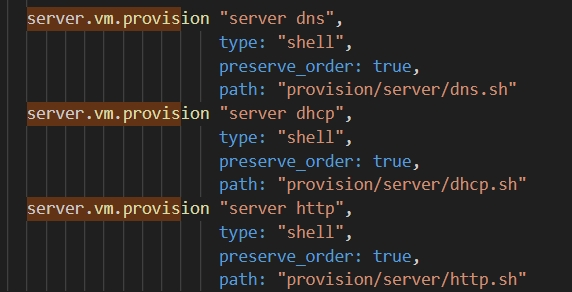 server.vm.provision "server dns",
type: "shell",
preserve_order: true,
path: "provision/server/dns.sh"
server.vm.provision "server dhcp",
type: "shell",
preserve_order: true,
path: "provision/server/dhcp.sh"
server.vm.provision "server http",
type: "shell",
preserve_order: true,
path: "provision/server/http.sh"